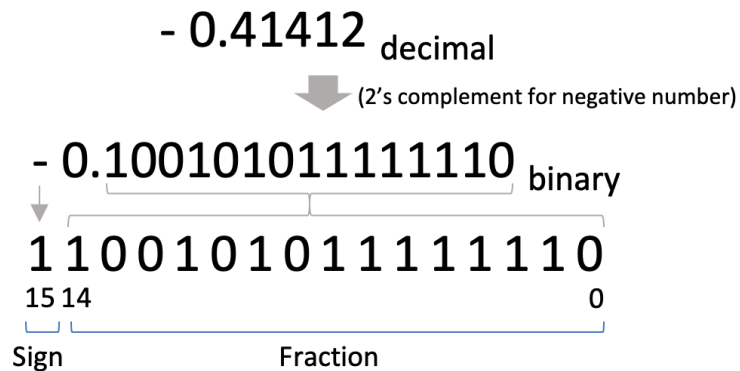 - 0.41412 decimal
(2's complement for negative number)
- 0.100101011111110 binary
1 1 0 0 1 0 1 0 1 1 1 1 1 1 1 0
15 14 0
Sign Fraction